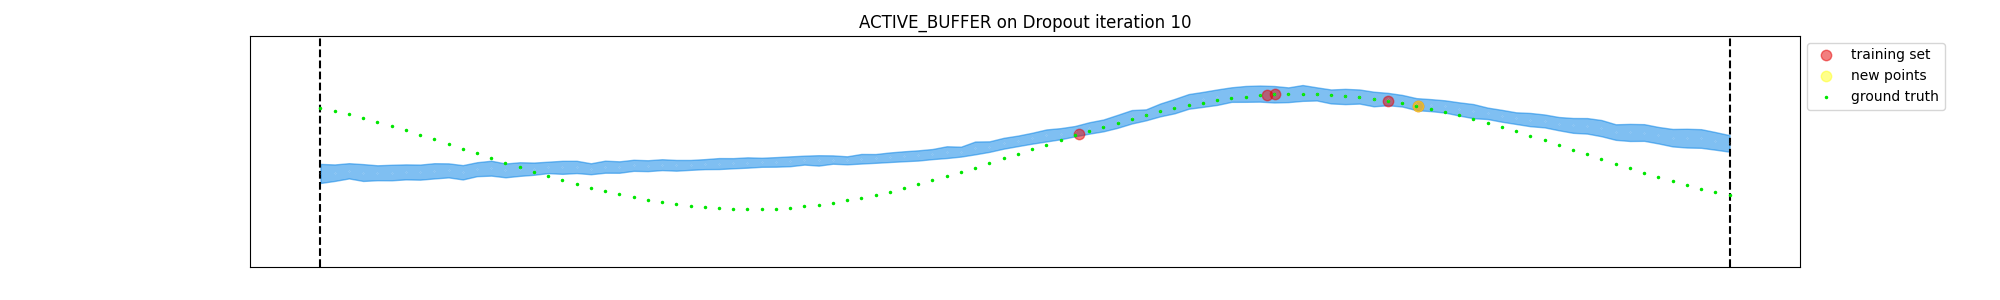 ACTIVE_BUFFER on Dropout iteration 10
training set
new points
ground truth